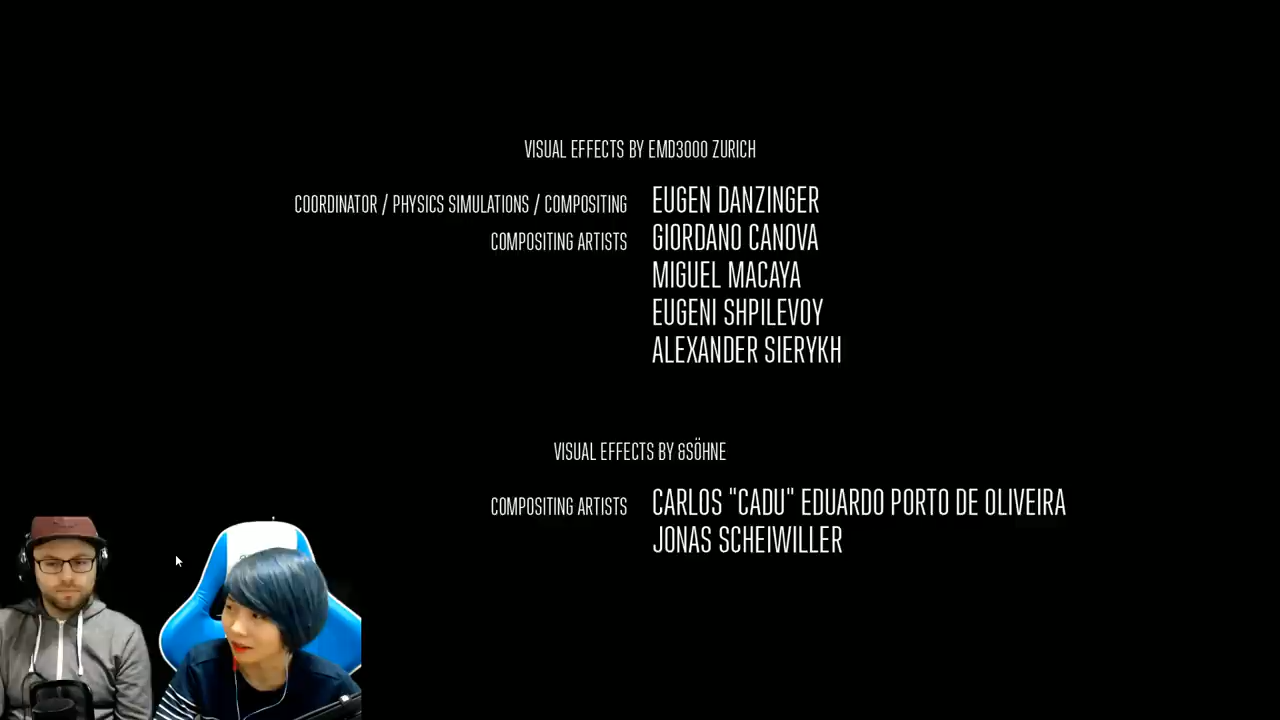 VISUAL EFFECTS BY EMD3000 ZURICH
COORDINATOR / PHYSICS SIMULATIONS / COMPOSITING EUGEN DANZINGER
COMPOSITING ARTISTS GIORDANO CANOVA
MIGUEL MACAYA
EUGENI SHPILEVOY
ALEXANDER SIERYKH
VISUAL EFFECTS BY &SÖHNE
COMPOSITING ARTISTS CARLOS "CADU" EDUARDO PORTO DE OLIVEIRA
JONAS SCHEIWILLER